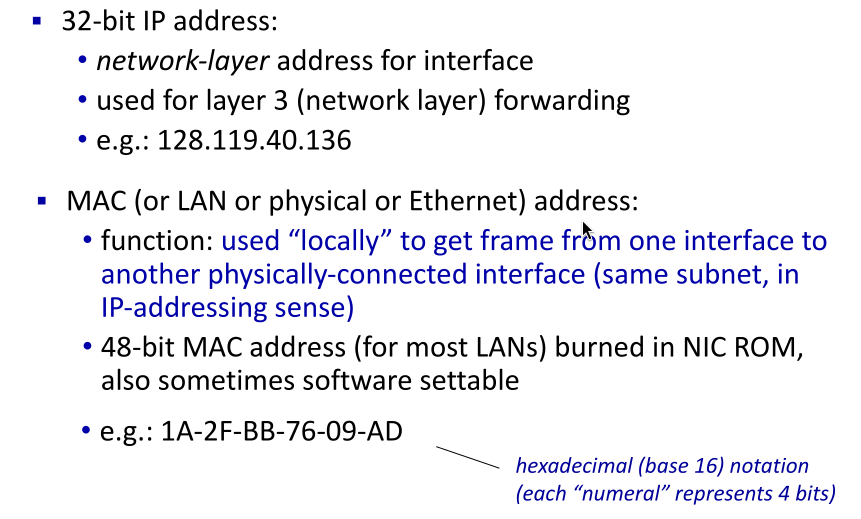 ▪ 32-bit IP address:
• network-layer address for interface
• used for layer 3 (network layer) forwarding
• e.g.: 128.119.40.136
▪ MAC (or LAN or physical or Ethernet) address:
• function: used “locally” to get frame from one interface to
another physically-connected interface (same subnet, in
IP-addressing sense)
• 48-bit MAC address (for most LANs) burned in NIC ROM,
also sometimes software settable
• e.g.: 1A-2F-BB-76-09-AD
hexadecimal (base 16) notation
(each “numeral” represents 4 bits)